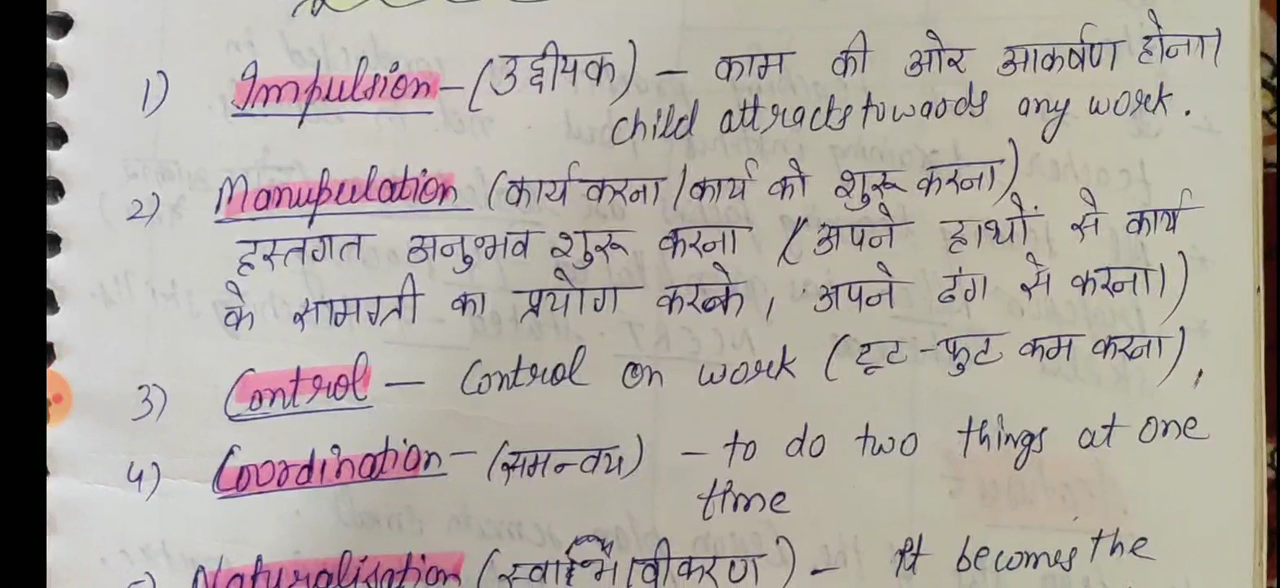 1) Impulsion - (उद्दीपक) - काम की ओर आकर्षण होना।
child attracts towards any work.
2) Manupulation (कार्य करना / कार्य को शुरू करना)
हस्तगत अनुभव शुरू करना (अपने हाथों से कार्य
के सामग्री का प्रयोग करके, अपने ढंग से करना।)
3) Control - Control on work (टूट-फुट कम करना),
4) Coordination - (समन्वय) - to do two things at one
time
Naturalisation - It becomes the